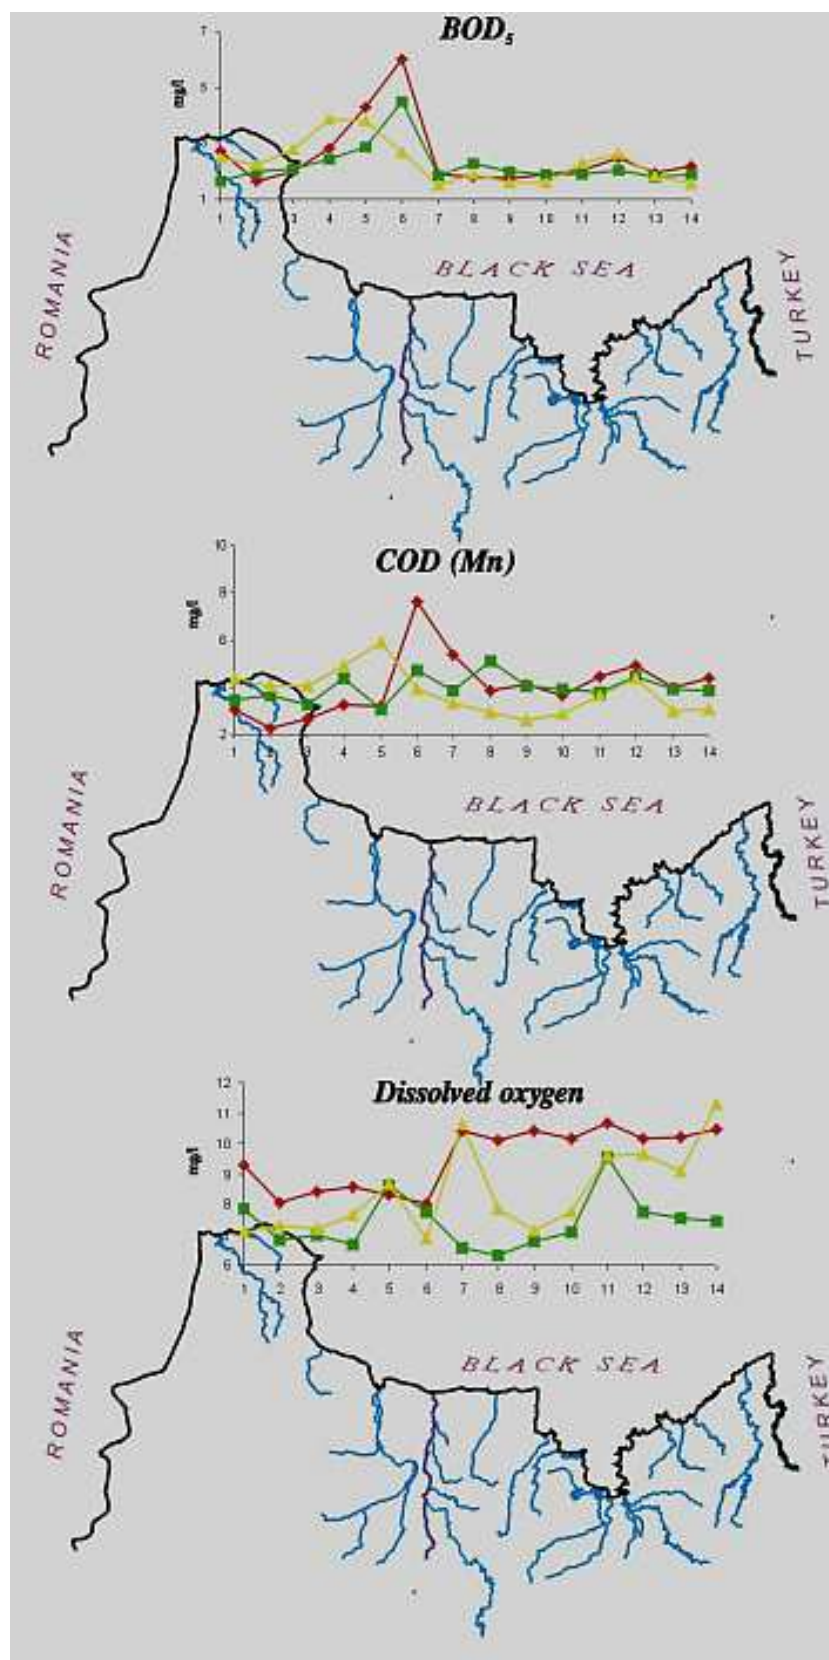 BOD₅
7
5
1
mg/l
1 2 3 4 5 6 7 8 9 10 11 12 13 14
ROMANIA
BLACK SEA
TURKEY
COD (Mn)
10
8
6
2
mg/l
1 2 3 4 5 6 7 8 9 10 11 12 13 14
ROMANIA
BLACK SEA
TURKEY
Dissolved oxygen
12
11
10
9
8
7
6
mg/l
1 2 3 4 5 6 7 8 9 10 11 12 13 14
ROMANIA
BLACK SEA
TURKEY